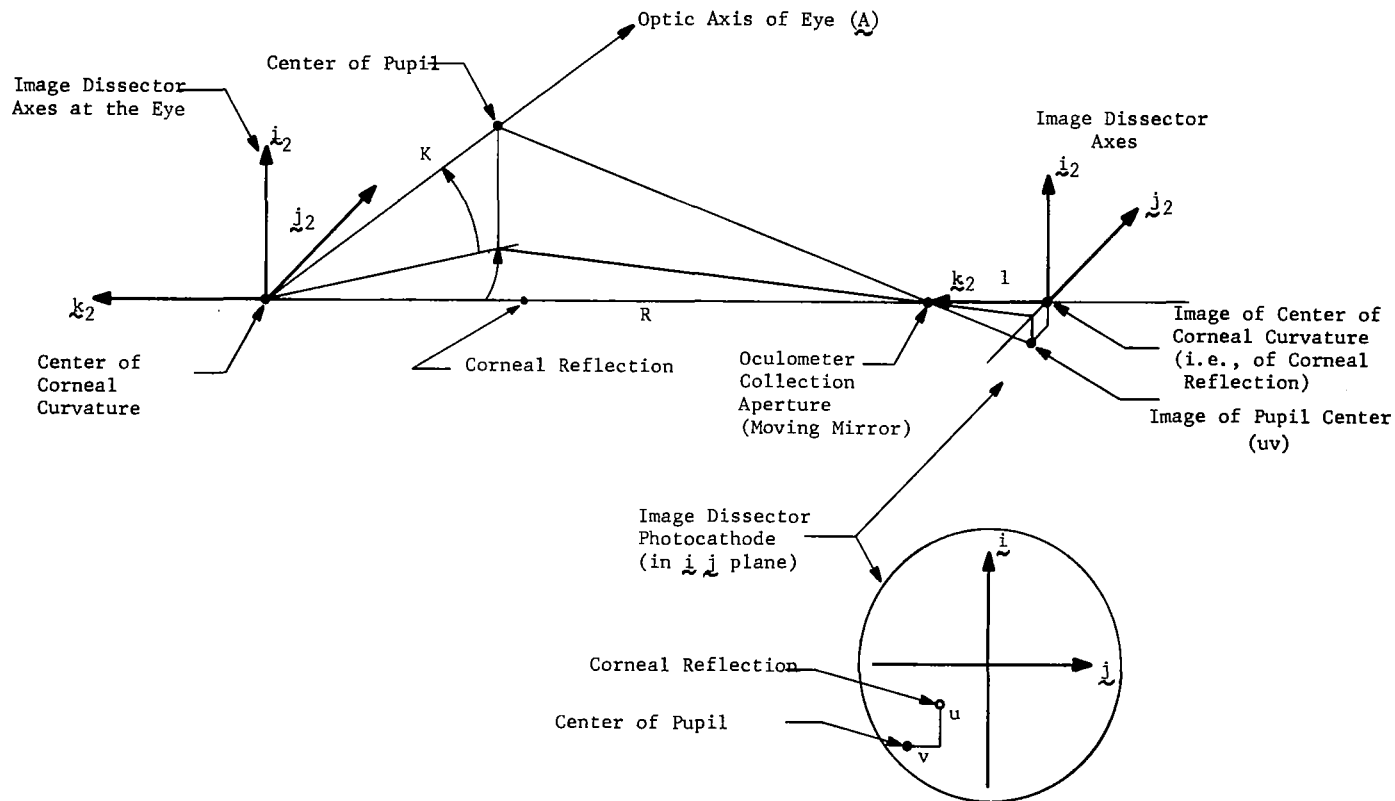 Optic Axis of Eye (A)
Center of Pupil
Image Dissector
Axes at the Eye
i2
K
j2
k2
Center of
Corneal
Curvature
Corneal Reflection
R
Oculometer
Collection
Aperture
(Moving Mirror)
k2
1
Image Dissector
Axes
i2
j2
Image of Center of
Corneal Curvature
(i.e., of Corneal
Reflection)
Image of Pupil Center
(uv)
Image Dissector
Photocathode
(in i j plane)
i
j
Corneal Reflection
u
Center of Pupil
v